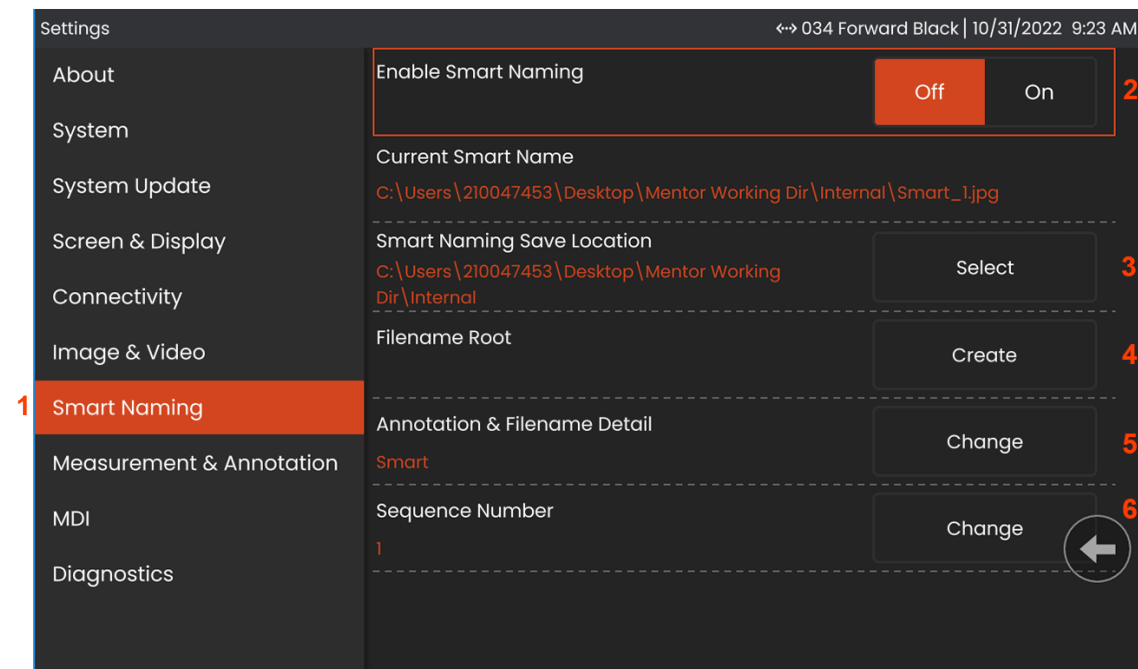 Settings
034 Forward Black | 10/31/2022 9:23 AM
About
System
System Update
Screen & Display
Connectivity
Image & Video
1 Smart Naming
Measurement & Annotation
MDI
Diagnostics
Enable Smart Naming
Off On 2
Current Smart Name
C:\Users\210047453\Desktop\Mentor Working Dir\Internal\Smart_1.jpg
Smart Naming Save Location
C:\Users\210047453\Desktop\Mentor Working
Dir\Internal
Select 3
Filename Root
Create 4
Annotation & Filename Detail
Smart
Change 5
Sequence Number
1
Change 6